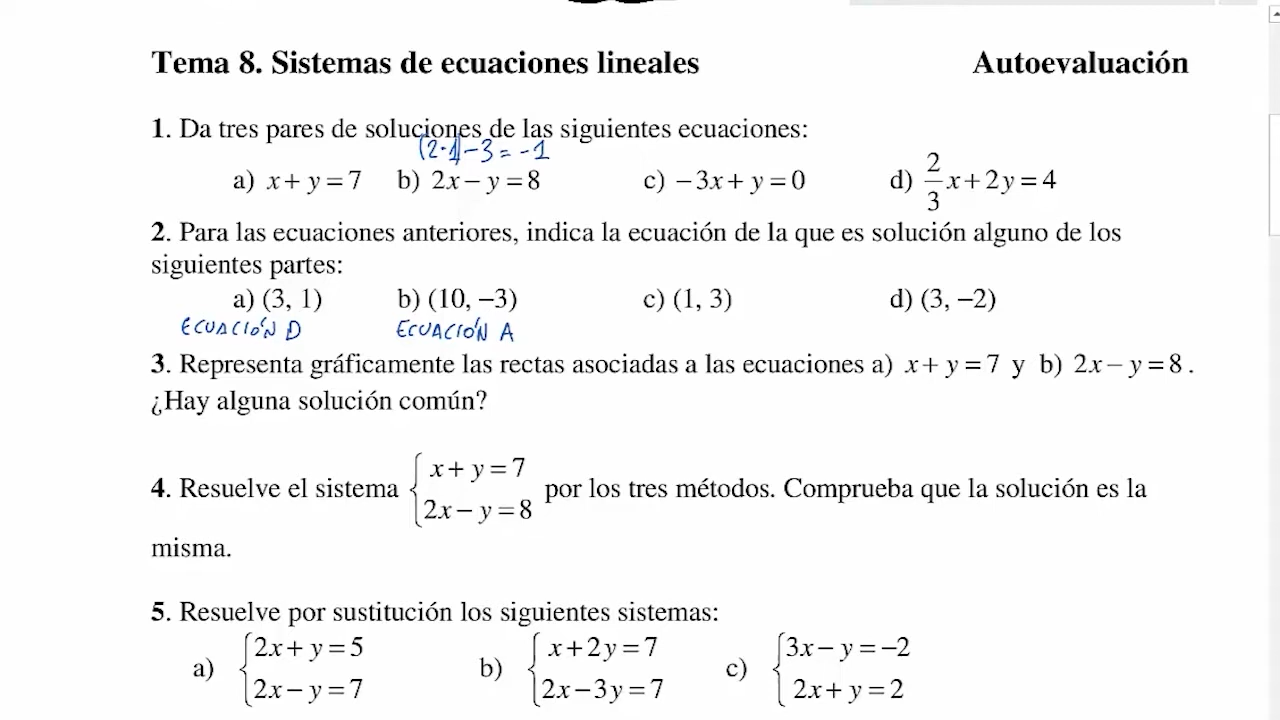 Tema 8. Sistemas de ecuaciones lineales Autoevaluación
1. Da tres pares de soluciones de las siguientes ecuaciones:
(2·1)-3=-1
a) x+y=7 b) 2x−y=8 c) −3x+y=0 d) 2/3 x+2y=4
2. Para las ecuaciones anteriores, indica la ecuación de la que es solución alguno de los
siguientes partes:
a) (3, 1) b) (10, −3) c) (1, 3) d) (3, −2)
ECUACIÓN D ECUACIÓN A
3. Representa gráficamente las rectas asociadas a las ecuaciones a) x+y=7 y b) 2x−y=8.
¿Hay alguna solución común?
4. Resuelve el sistema { x+y=7 2x−y=8 por los tres métodos. Comprueba que la solución es la
misma.
5. Resuelve por sustitución los siguientes sistemas:
a) { 2x+y=5 2x−y=7 b) { x+2y=7 2x−3y=7 c) { 3x−y=−2 2x+y=2